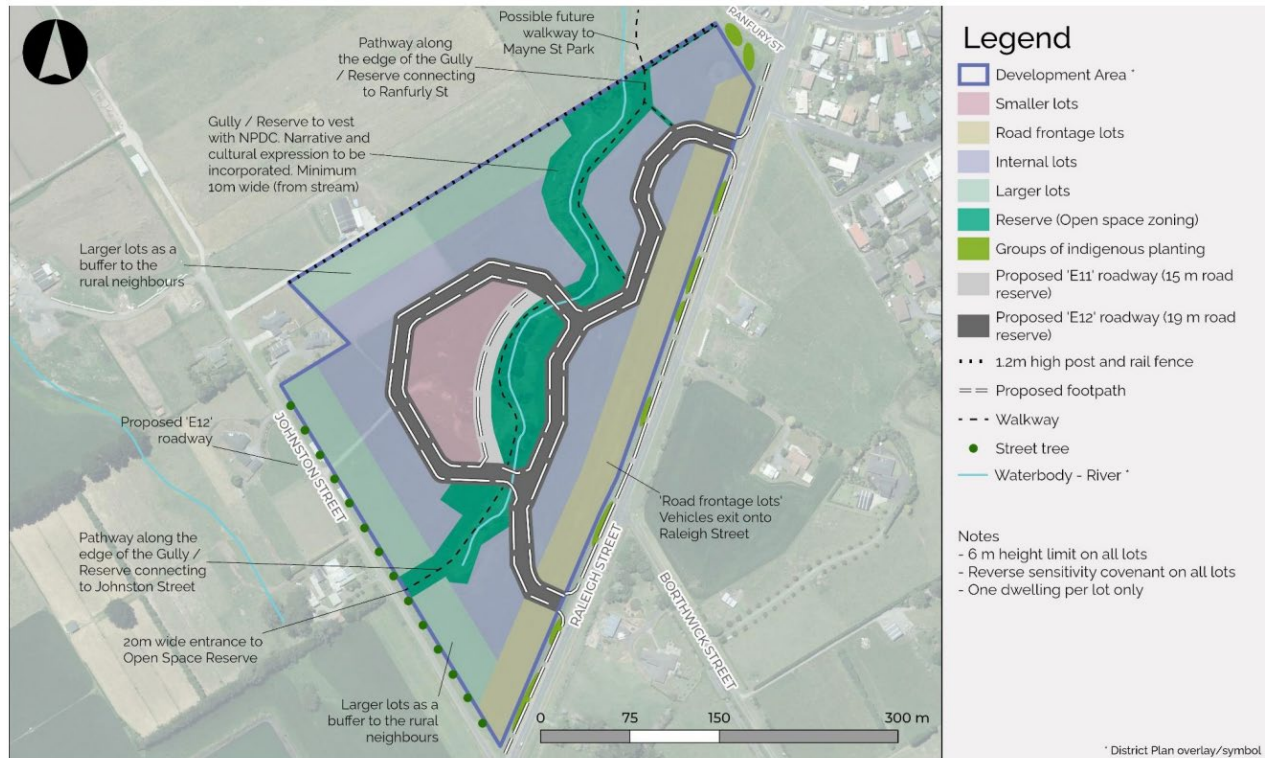 Possible future
walkway to
Mayne St Park
RANFURY ST
Pathway along
the edge of the Gully
/ Reserve connecting
to Ranfurly St
Gully / Reserve to vest
with NPDC. Narrative and
cultural expression to be
incorporated. Minimum
10m wide (from stream)
Larger lots as a
buffer to the
rural neighbours
Proposed 'E12'
roadway
JOHNSTON STREET
Pathway along the
edge of the Gully /
Reserve connecting
to Johnston Street
20m wide entrance to
Open Space Reserve
Larger lots as a
buffer to the rural
neighbours
'Road frontage lots'
Vehicles exit onto
Raleigh Street
RALEIGH STREET
BORTHWICK STREET
0 75 150 300 m
Legend
Development Area *
Smaller lots
Road frontage lots
Internal lots
Larger lots
Reserve (Open space zoning)
Groups of indigenous planting
Proposed 'E11' roadway (15 m road
reserve)
Proposed 'E12' roadway (19 m road
reserve)
1.2m high post and rail fence
Proposed footpath
Walkway
Street tree
Waterbody - River *
Notes
- 6 m height limit on all lots
- Reverse sensitivity covenant on all lots
- One dwelling per lot only
* District Plan overlay/symbol